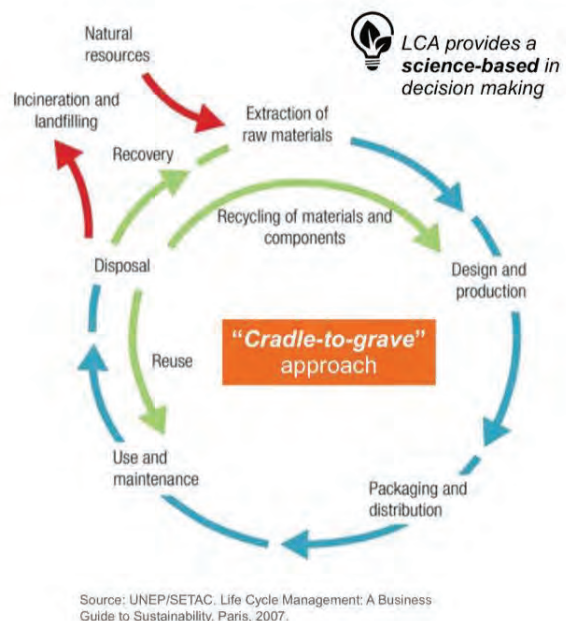 Natural
resources
LCA provides a
science-based in
decision making
Incineration and
landfilling
Extraction of
raw materials
Recovery
Recycling of materials and
components
Disposal
Design and
production
"Cradle-to-grave"
approach
Reuse
Use and
maintenance
Packaging and
distribution
Source: UNEP/SETAC. Life Cycle Management: A Business
Guide to Sustainability. Paris, 2007.